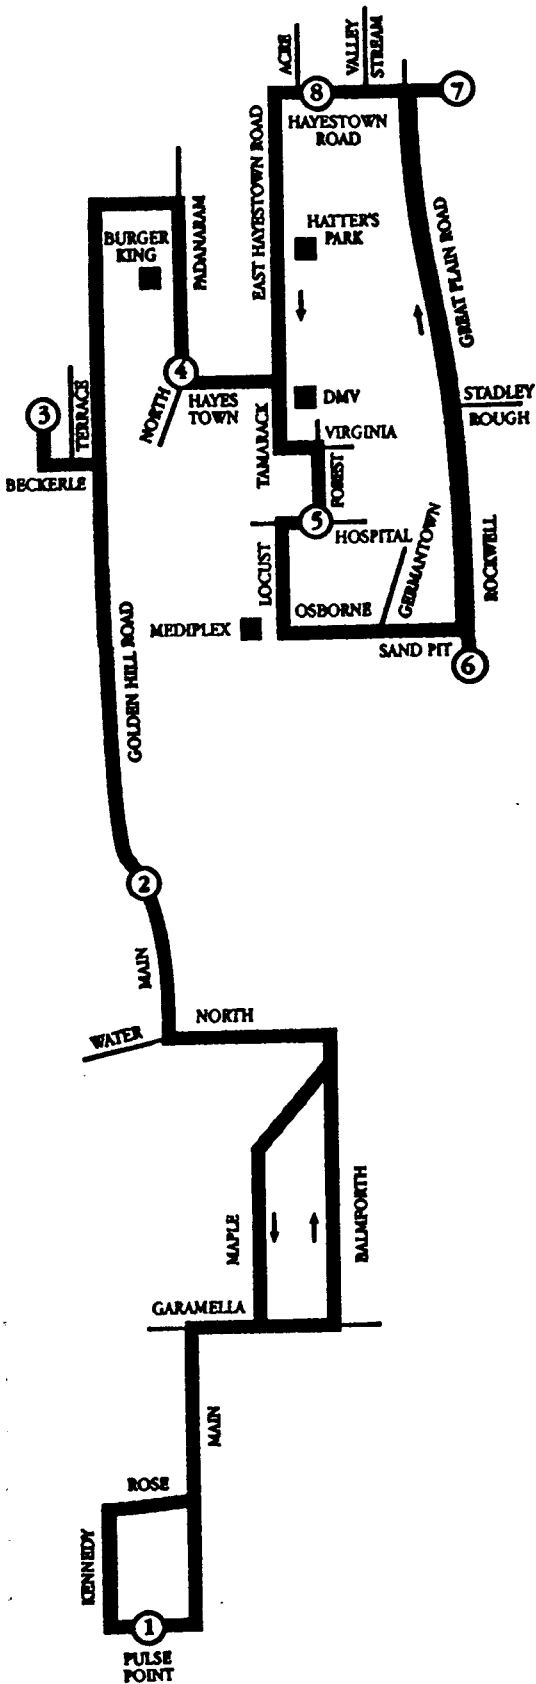 ACRE
VALLEY
STREAM
8
7
HAYESTOWN
ROAD
EAST HAYESTOWN ROAD
PADANARAM
HATTER'S
PARK
GREAT PLAIN ROAD
BURGER
KING
4
3
TERRACE
NORTH
HAYES
TOWN
DMV
STADLEY
ROUGH
TAMARACK
VIRGINIA
BECKERLE
FOREST
5
HOSPITAL
GERMANTOWN
ROCKWELL
LOCUST
OSBORNE
MEDIPLEX
SAND PIT
6
GOLDEN HILL ROAD
2
MAIN
NORTH
WATER
MAPLE
BALMFORTH
GARAMELLA
MAIN
ROSE
KENNEDY
1
PULSE
POINT